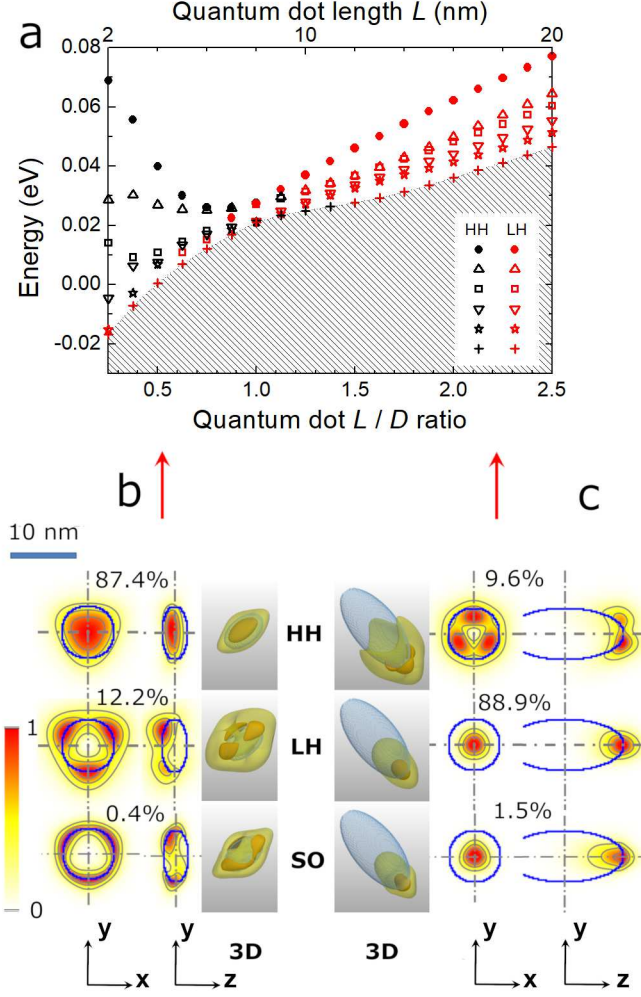 a
Quantum dot length L (nm)
2 10 20
0.08
0.06
0.04
0.02
0.00
-0.02
Energy (eV)
HH LH
0.5 1.0 1.5 2.0 2.5
Quantum dot L / D ratio
b c
10 nm
87.4% HH 9.6%
12.2% LH 88.9%
0.4% SO 1.5%
1
0
y y 3D 3D y y
x z x z